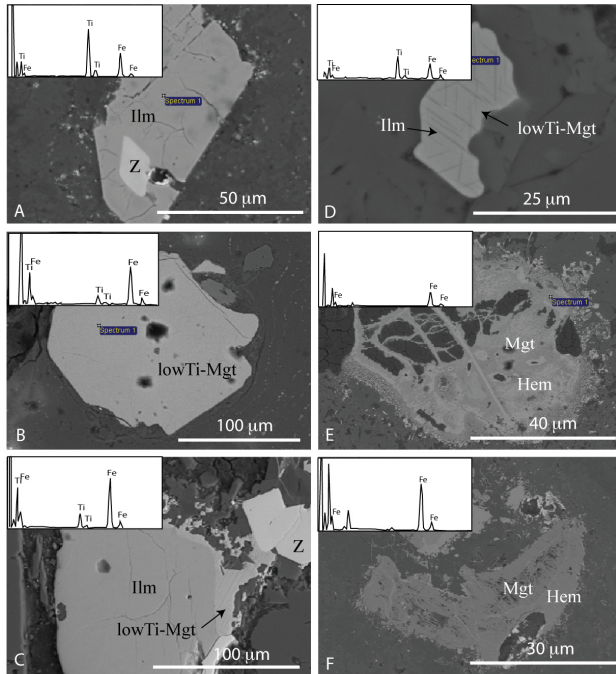 Ti
Fe
Ti
Ti
Fe
Fe
Spectrum 1
Ilm
Z
50 µm
A
Ti
Fe
Ti
Ti
Fe
Fe
Spectrum 1
lowTi-Mgt
100 µm
B
Ti
Fe
Ti
Ti
Fe
Fe
Ilm
Z
lowTi-Mgt
100 µm
C
Ti
Fe
Ti
Ti
Fe
Fe
Spectrum 1
Ilm
lowTi-Mgt
25 µm
D
Fe
Fe
Fe
Spectrum 1
Mgt
Hem
40 µm
E
Fe
Fe
Fe
Mgt
Hem
30 µm
F